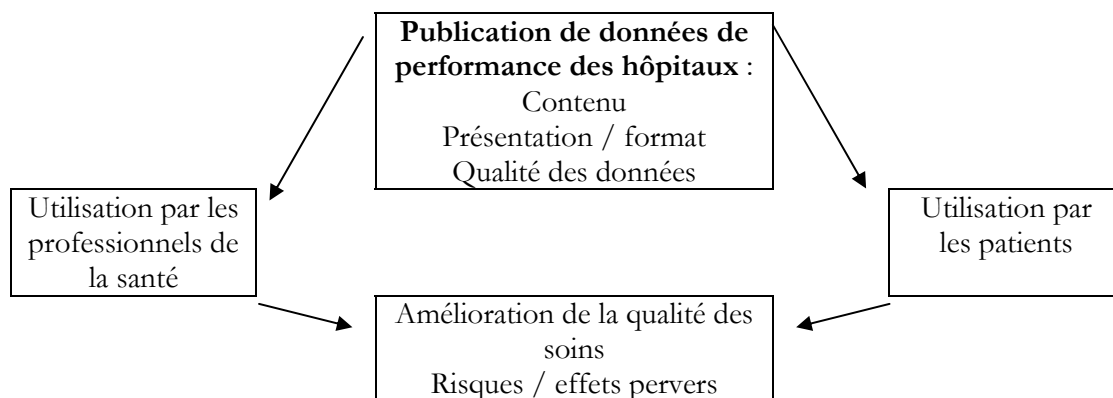 Publication de données de
performance des hôpitaux :
Contenu
Présentation / format
Qualité des données
Utilisation par les
professionnels de
la santé
Utilisation par
les patients
Amélioration de la qualité des
soins
Risques / effets pervers